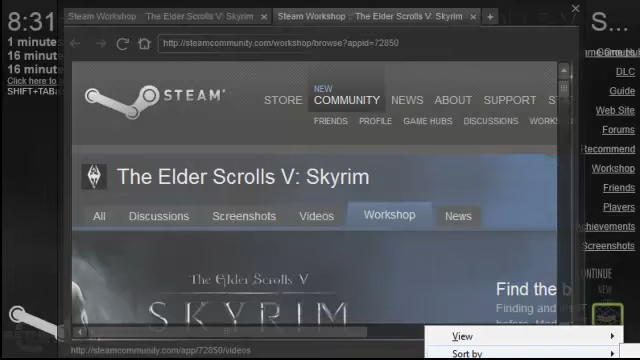 8:31
Steam Workshop
The Elder Scrolls V: Skyrim
Steam Workshop :: The Elder Scrolls V: Skyrim
S...
1 minute
16 minut
16 minut
Click here to
SHIFT+TAB
http://steamcommunity.com/workshop/browse?appid=72850
STEAM
NEW
STORE COMMUNITY NEWS ABOUT SUPPORT
FRIENDS PROFILE GAME HUBS DISCUSSIONS WORKS
The Elder Scrolls V: Skyrim
All Discussions Screenshots Videos Workshop News
The Elder Scrolls V
SKYRIM
Find the b
Finding and
DLC
Guide
Web Site
Forums
Recommend
Workshop
Friends
Players
Achievements
Screenshots
View
Sort by
http://steamcommunity.com/app/72850/videos